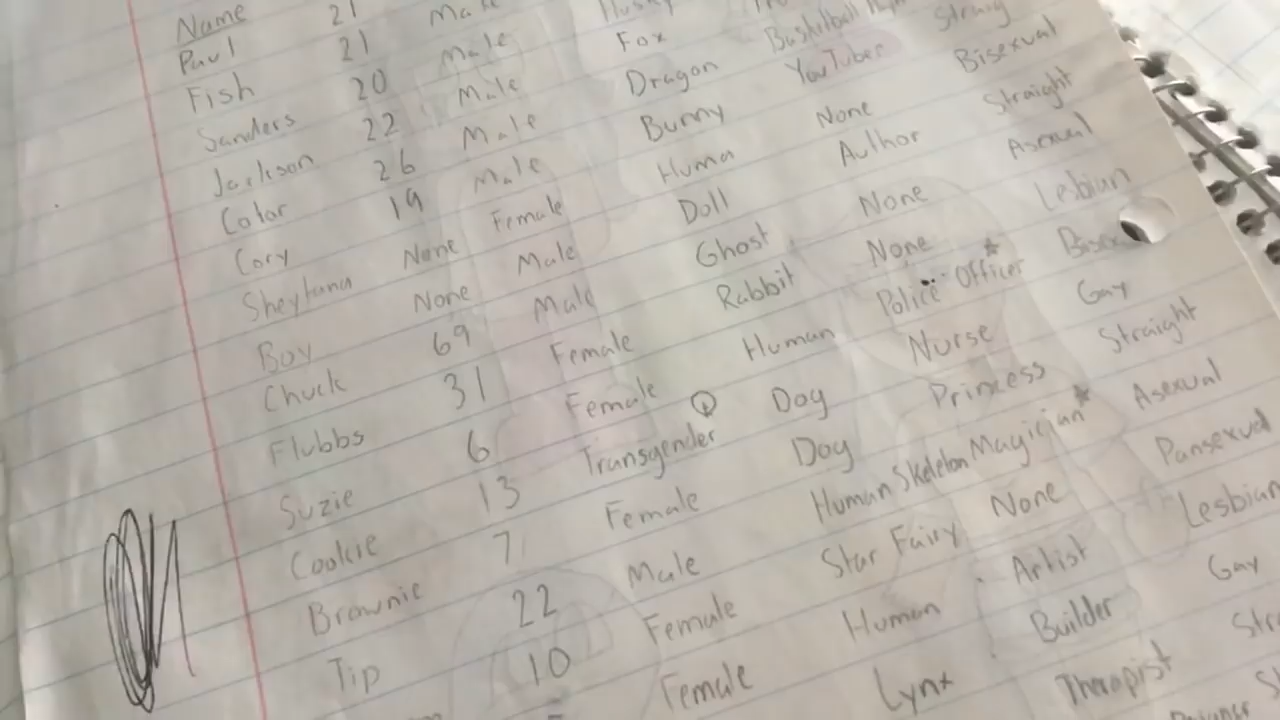 Name
Paul 21
Fish 21 Male
Sanders 20 Male Husky
Jackson 22 Male Fox
Color 26 Male Dragon Basketball
Cory 19 Male Bunny YouTuber
Sheytana None Female Huma None Bisexual
Boy None Male Doll Author Straight
Chuck 69 Male Ghost None Asexual
Flubbs 31 Female Rabbit None Lesbian
Suzie 6 Female Human Police Officer*
Cookie 13 Transgender Dog Nurse Gay
Brownie 7 Female Dog Princess Straight
Tip 22 Male Human Skeleton Magician* Asexual
10 Female Star Fairy None Pansexual
Female Human Artist Lesbian
Lynx Builder Gay
Therapist